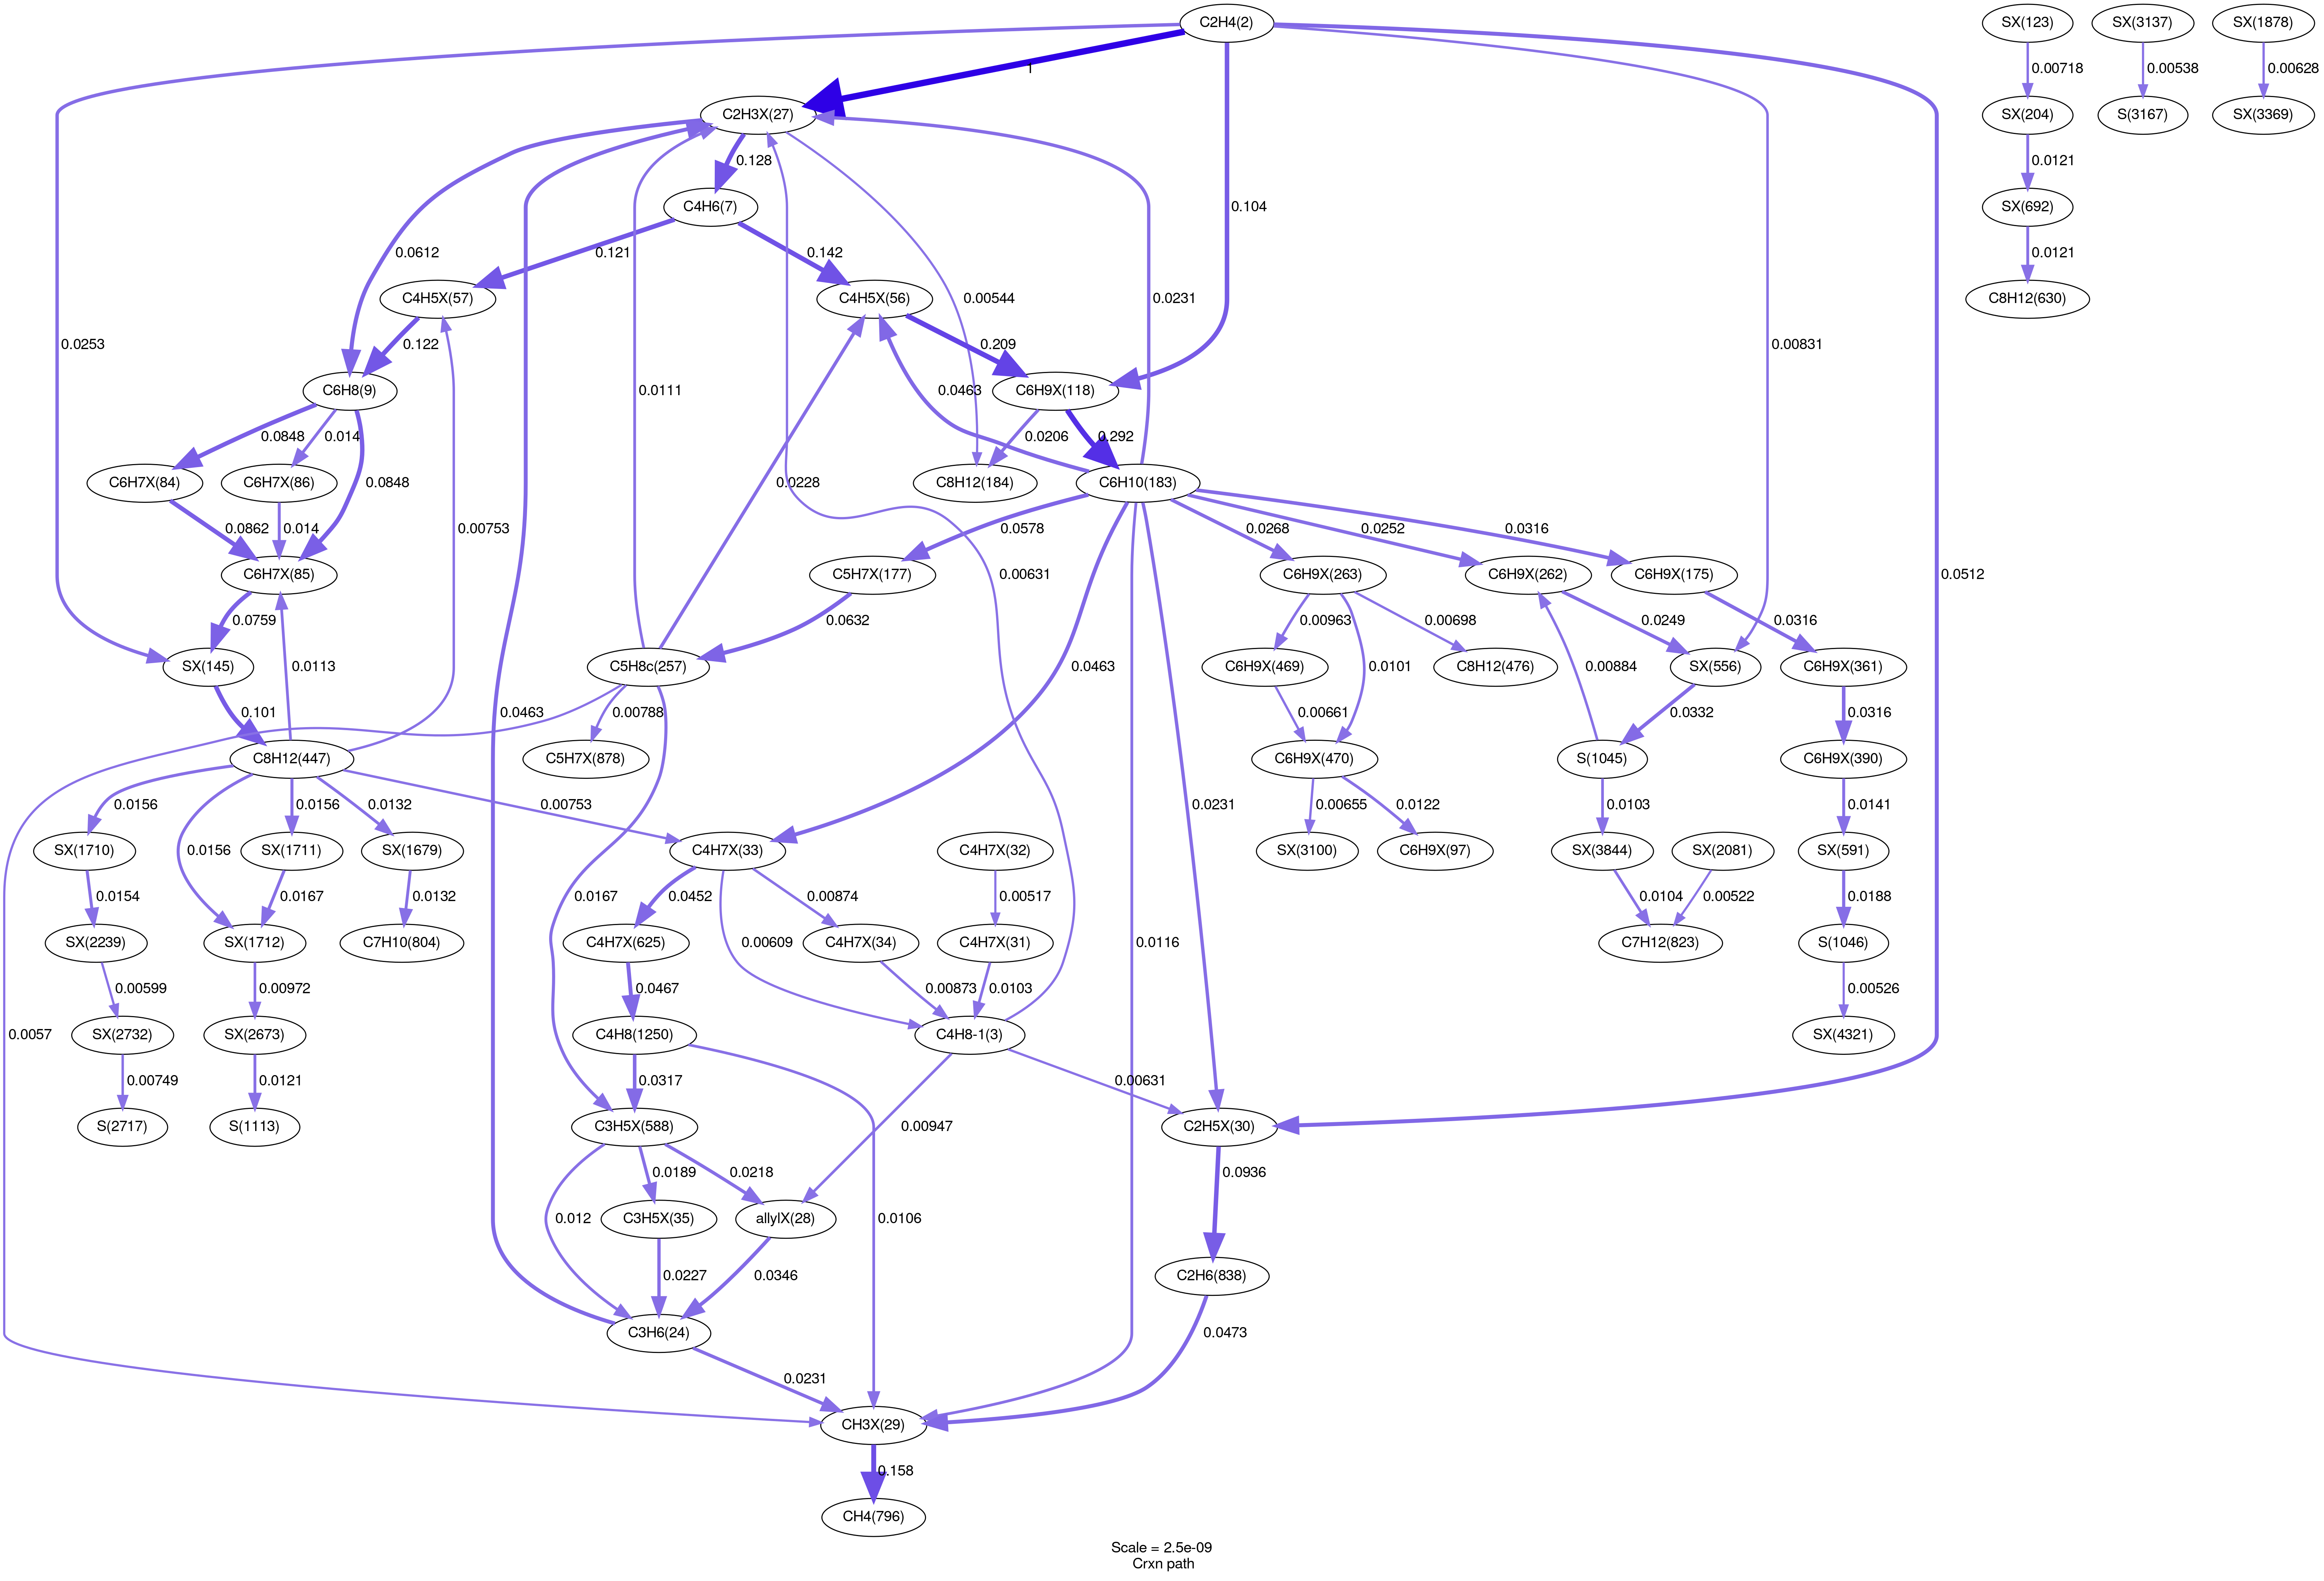 C2H4(2)
SX(123)
SX(3137)
SX(1878)
1
0.00718
0.00538
0.00628
C2H3X(27)
SX(204)
S(3167)
SX(3369)
0.128
0.0121
C4H6(7)
0.104
SX(692)
0.0612
0.121
0.142
0.0121
C4H5X(57)
C4H5X(56)
0.00544
0.0231
C8H12(630)
0.0253
0.122
0.209
0.00831
C6H8(9)
0.0111
0.0463
C6H9X(118)
0.0848
0.014
0.0206
0.292
C6H7X(84)
C6H7X(86)
0.0848
0.0228
C8H12(184)
C6H10(183)
0.0862
0.014
0.00753
0.0578
0.0268
0.0252
0.0316
C6H7X(85)
C5H7X(177)
0.00631
C6H9X(263)
C6H9X(262)
C6H9X(175)
0.0512
0.0759
0.0632
0.00963
0.00698
0.0249
0.0316
SX(145)
0.0113
C5H8c(257)
0.0463
C6H9X(469)
0.0101
C8H12(476)
0.00884
SX(556)
C6H9X(361)
0.101
0.0463
0.00788
0.00661
0.0332
0.0316
C8H12(447)
C5H7X(878)
C6H9X(470)
S(1045)
C6H9X(390)
0.0156
0.0156
0.0132
0.00753
0.0231
0.00655
0.0122
0.0103
0.0141
SX(1710)
0.0156
SX(1711)
SX(1679)
C4H7X(33)
C4H7X(32)
SX(3100)
C6H9X(97)
SX(3844)
SX(2081)
SX(591)
0.0154
0.0167
0.0132
0.0167
0.0452
0.00874
0.00517
0.0104
0.00522
0.0188
SX(2239)
SX(1712)
C7H10(804)
C4H7X(625)
0.00609
C4H7X(34)
C4H7X(31)
0.0116
C7H12(823)
S(1046)
0.00599
0.00972
0.0467
0.00873
0.0103
0.00526
0.0057
SX(2732)
SX(2673)
C4H8(1250)
C4H8-1(3)
SX(4321)
0.00749
0.0121
0.0317
0.00631
S(2717)
S(1113)
C3H5X(588)
0.00947
C2H5X(30)
0.0189
0.0218
0.0936
0.012
C3H5X(35)
allylX(28)
0.0106
0.0227
0.0346
C2H6(838)
C3H6(24)
0.0473
0.0231
CH3X(29)
0.158
CH4(796)
Scale = 2.5e-09
Crxn path